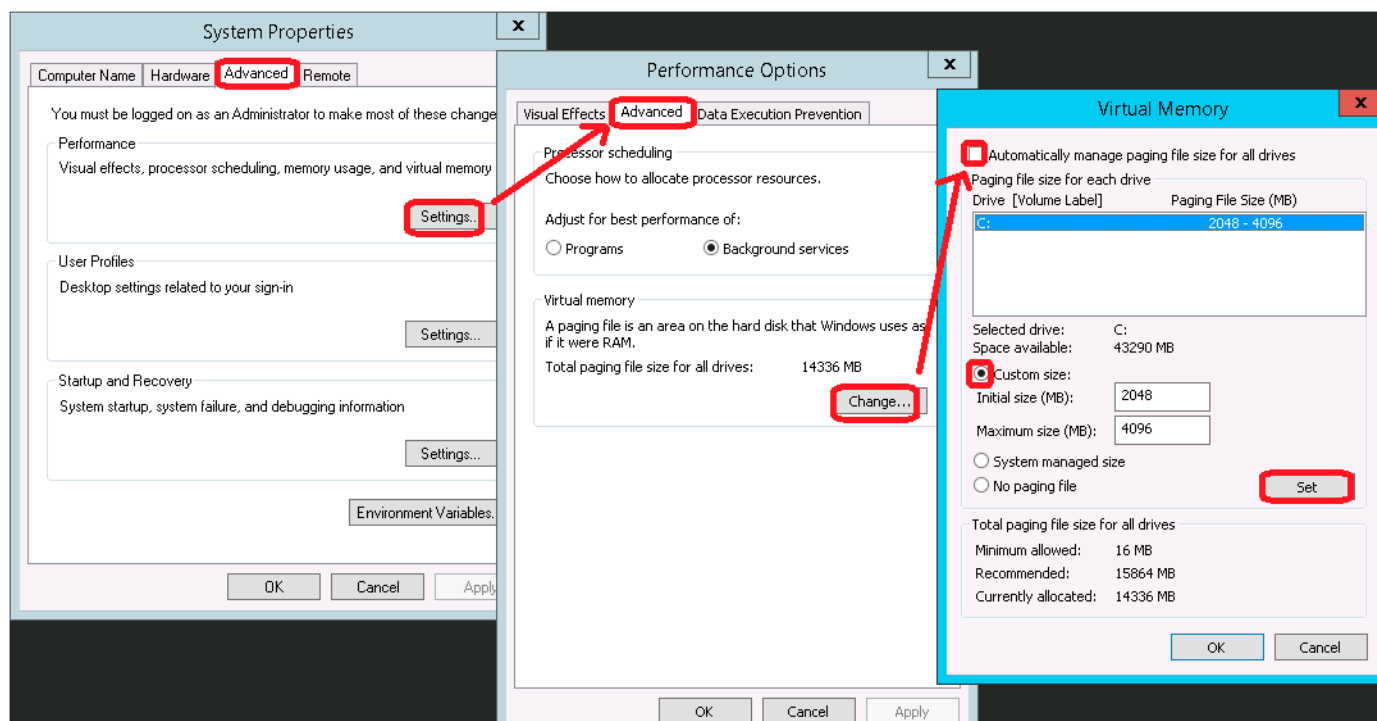 System Properties
x
Computer Name
Hardware
Advanced
Remote
You must be logged on as an Administrator to make most of these change
Performance
Visual effects, processor scheduling, memory usage, and virtual memory
Settings..
User Profiles
Desktop settings related to your sign-in
Settings...
Startup and Recovery
System startup, system failure, and debugging information
Settings...
Environment Variables.
OK
Cancel
Apply
Performance Options
x
Visual Effects
Advanced
Data Execution Prevention
Processor scheduling
Choose how to allocate processor resources.
Adjust for best performance of:
Programs
Background services
Virtual memory
A paging file is an area on the hard disk that Windows uses as
if it were RAM.
Total paging file size for all drives: 14336 MB
Change...
OK
Cancel
Apply
Virtual Memory
x
Automatically manage paging file size for all drives
Paging file size for each drive
Drive [Volume Label] Paging File Size (MB)
C: 2048 - 4096
Selected drive: C:
Space available: 43290 MB
Custom size:
Initial size (MB): 2048
Maximum size (MB): 4096
System managed size
No paging file
Set
Total paging file size for all drives
Minimum allowed: 16 MB
Recommended: 15864 MB
Currently allocated: 14336 MB
OK
Cancel